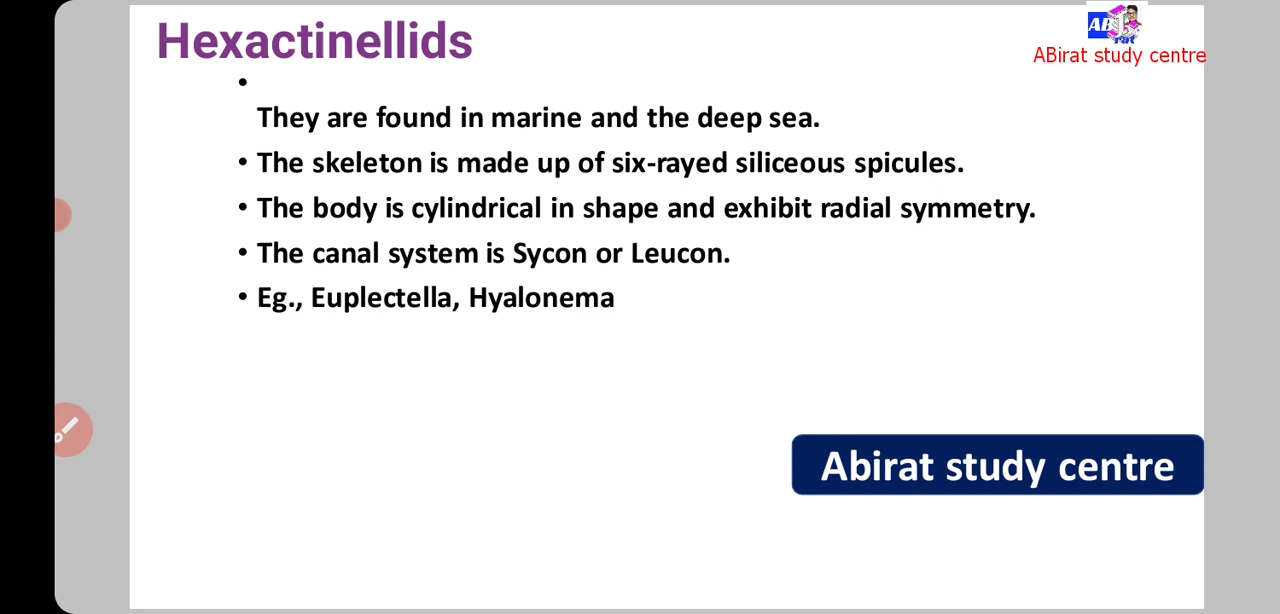 Hexactinellids
AB
rat
ABirat study centre
•
They are found in marine and the deep sea.
• The skeleton is made up of six-rayed siliceous spicules.
• The body is cylindrical in shape and exhibit radial symmetry.
• The canal system is Sycon or Leucon.
• Eg., Euplectella, Hyalonema
Abirat study centre